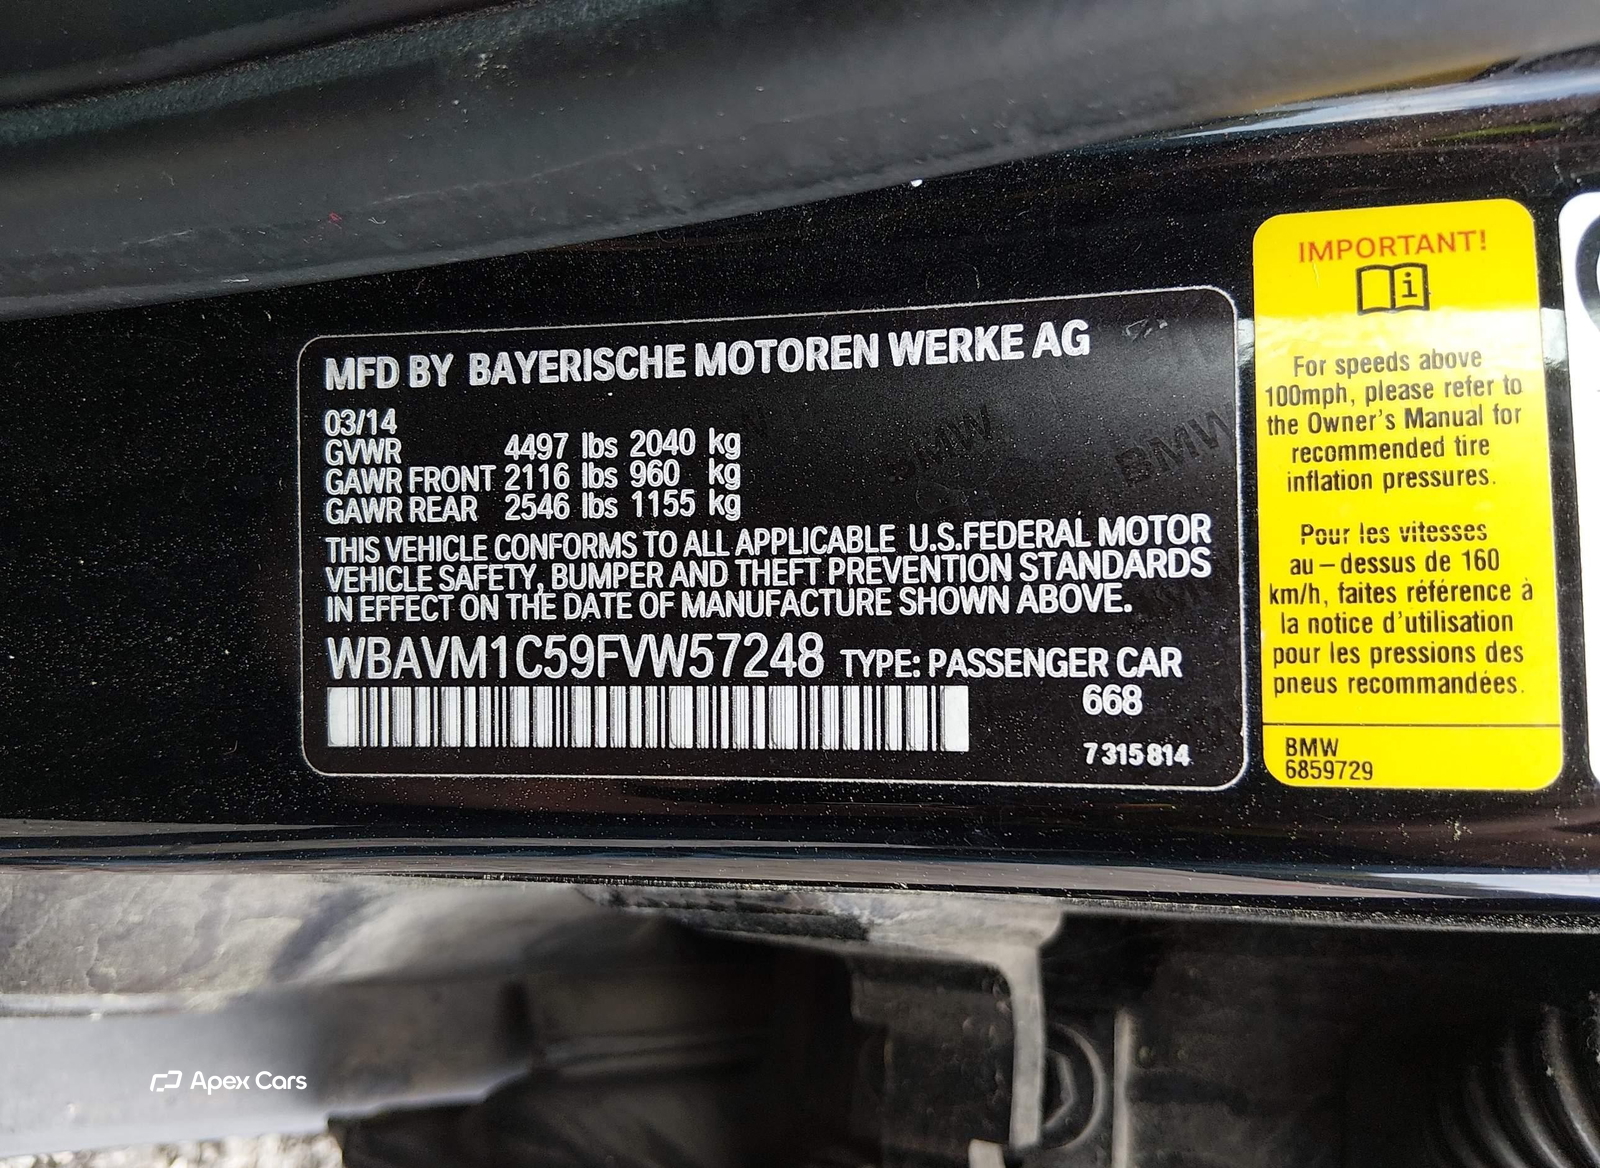 MFD BY BAYERISCHE MOTOREN WERKE AG
03/14
GVWR 4497 lbs 2040 kg
GAWR FRONT 2116 lbs 960 kg
GAWR REAR 2546 lbs 1155 kg
THIS VEHICLE CONFORMS TO ALL APPLICABLE U.S.FEDERAL MOTOR
VEHICLE SAFETY, BUMPER AND THEFT PREVENTION STANDARDS
IN EFFECT ON THE DATE OF MANUFACTURE SHOWN ABOVE.
WBAVM1C59FVW57248 TYPE: PASSENGER CAR
668
7315814
BMW
BMW
IMPORTANT!
i
For speeds above
100mph, please refer to
the Owner's Manual for
recommended tire
inflation pressures.
Pour les vitesses
au–dessus de 160
km/h, faites référence à
la notice d'utilisation
pour les pressions des
pneus recommandées.
BMW
6859729
Apex Cars